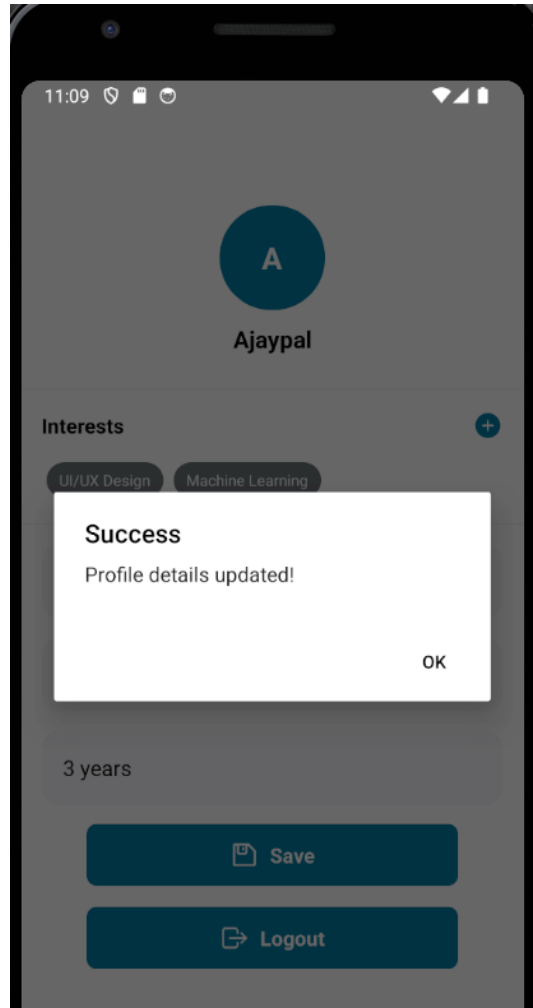 11:09
A
Ajaypal
Interests
UI/UX Design Machine Learning
Success
Profile details updated!
OK
3 years
Save
Logout